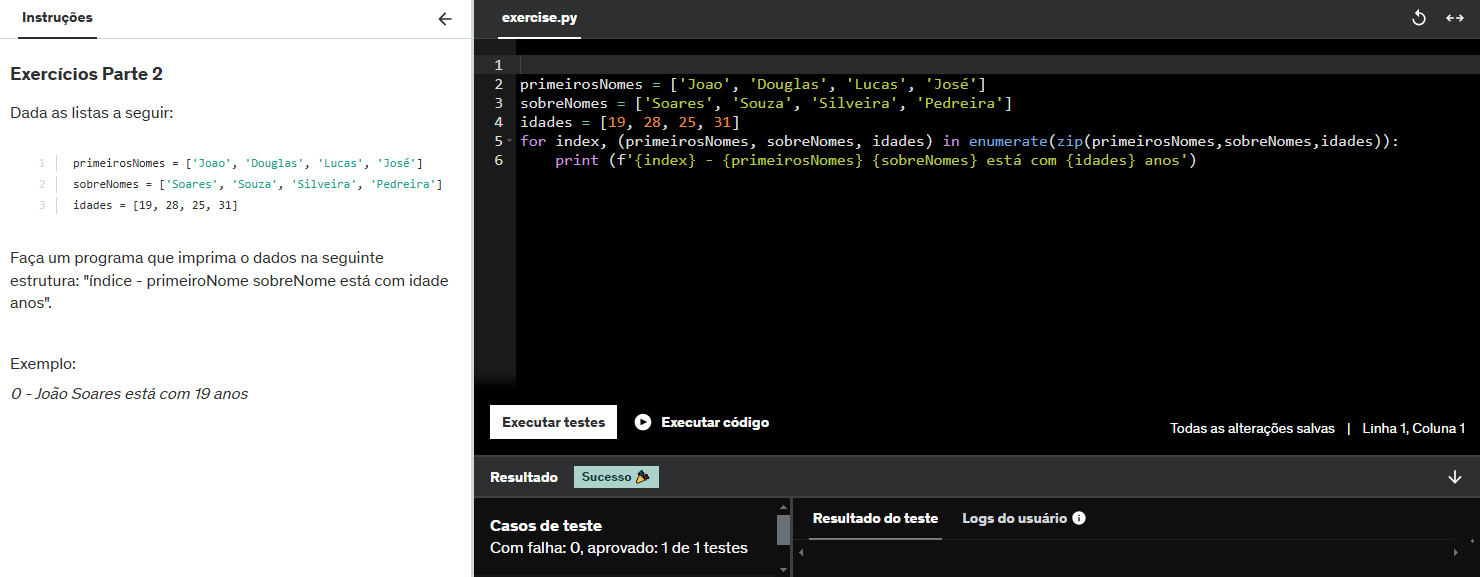 Instruções
Exercícios Parte 2
Dada as listas a seguir:
1 primeirosNomes = ['Joao', 'Douglas', 'Lucas', 'José']
2 sobreNomes = ['Soares', 'Souza', 'Silveira', 'Pedreira']
3 idades = [19, 28, 25, 31]
Faça um programa que imprima o dados na seguinte
estrutura: "índice - primeiroNome sobreNome está com idade
anos".
Exemplo:
0 - João Soares está com 19 anos
exercise.py
1
2 primeirosNomes = ['Joao', 'Douglas', 'Lucas', 'José']
3 sobreNomes = ['Soares', 'Souza', 'Silveira', 'Pedreira']
4 idades = [19, 28, 25, 31]
5 for index, (primeirosNomes, sobreNomes, idades) in enumerate(zip(primeirosNomes,sobreNomes,idades)):
6     print (f'{index} - {primeirosNomes} {sobreNomes} está com {idades} anos')
Executar testes Executar código
Todas as alterações salvas | Linha 1, Coluna 1
Resultado Sucesso
Casos de teste
Com falha: 0, aprovado: 1 de 1 testes
Resultado do teste Logs do usuário